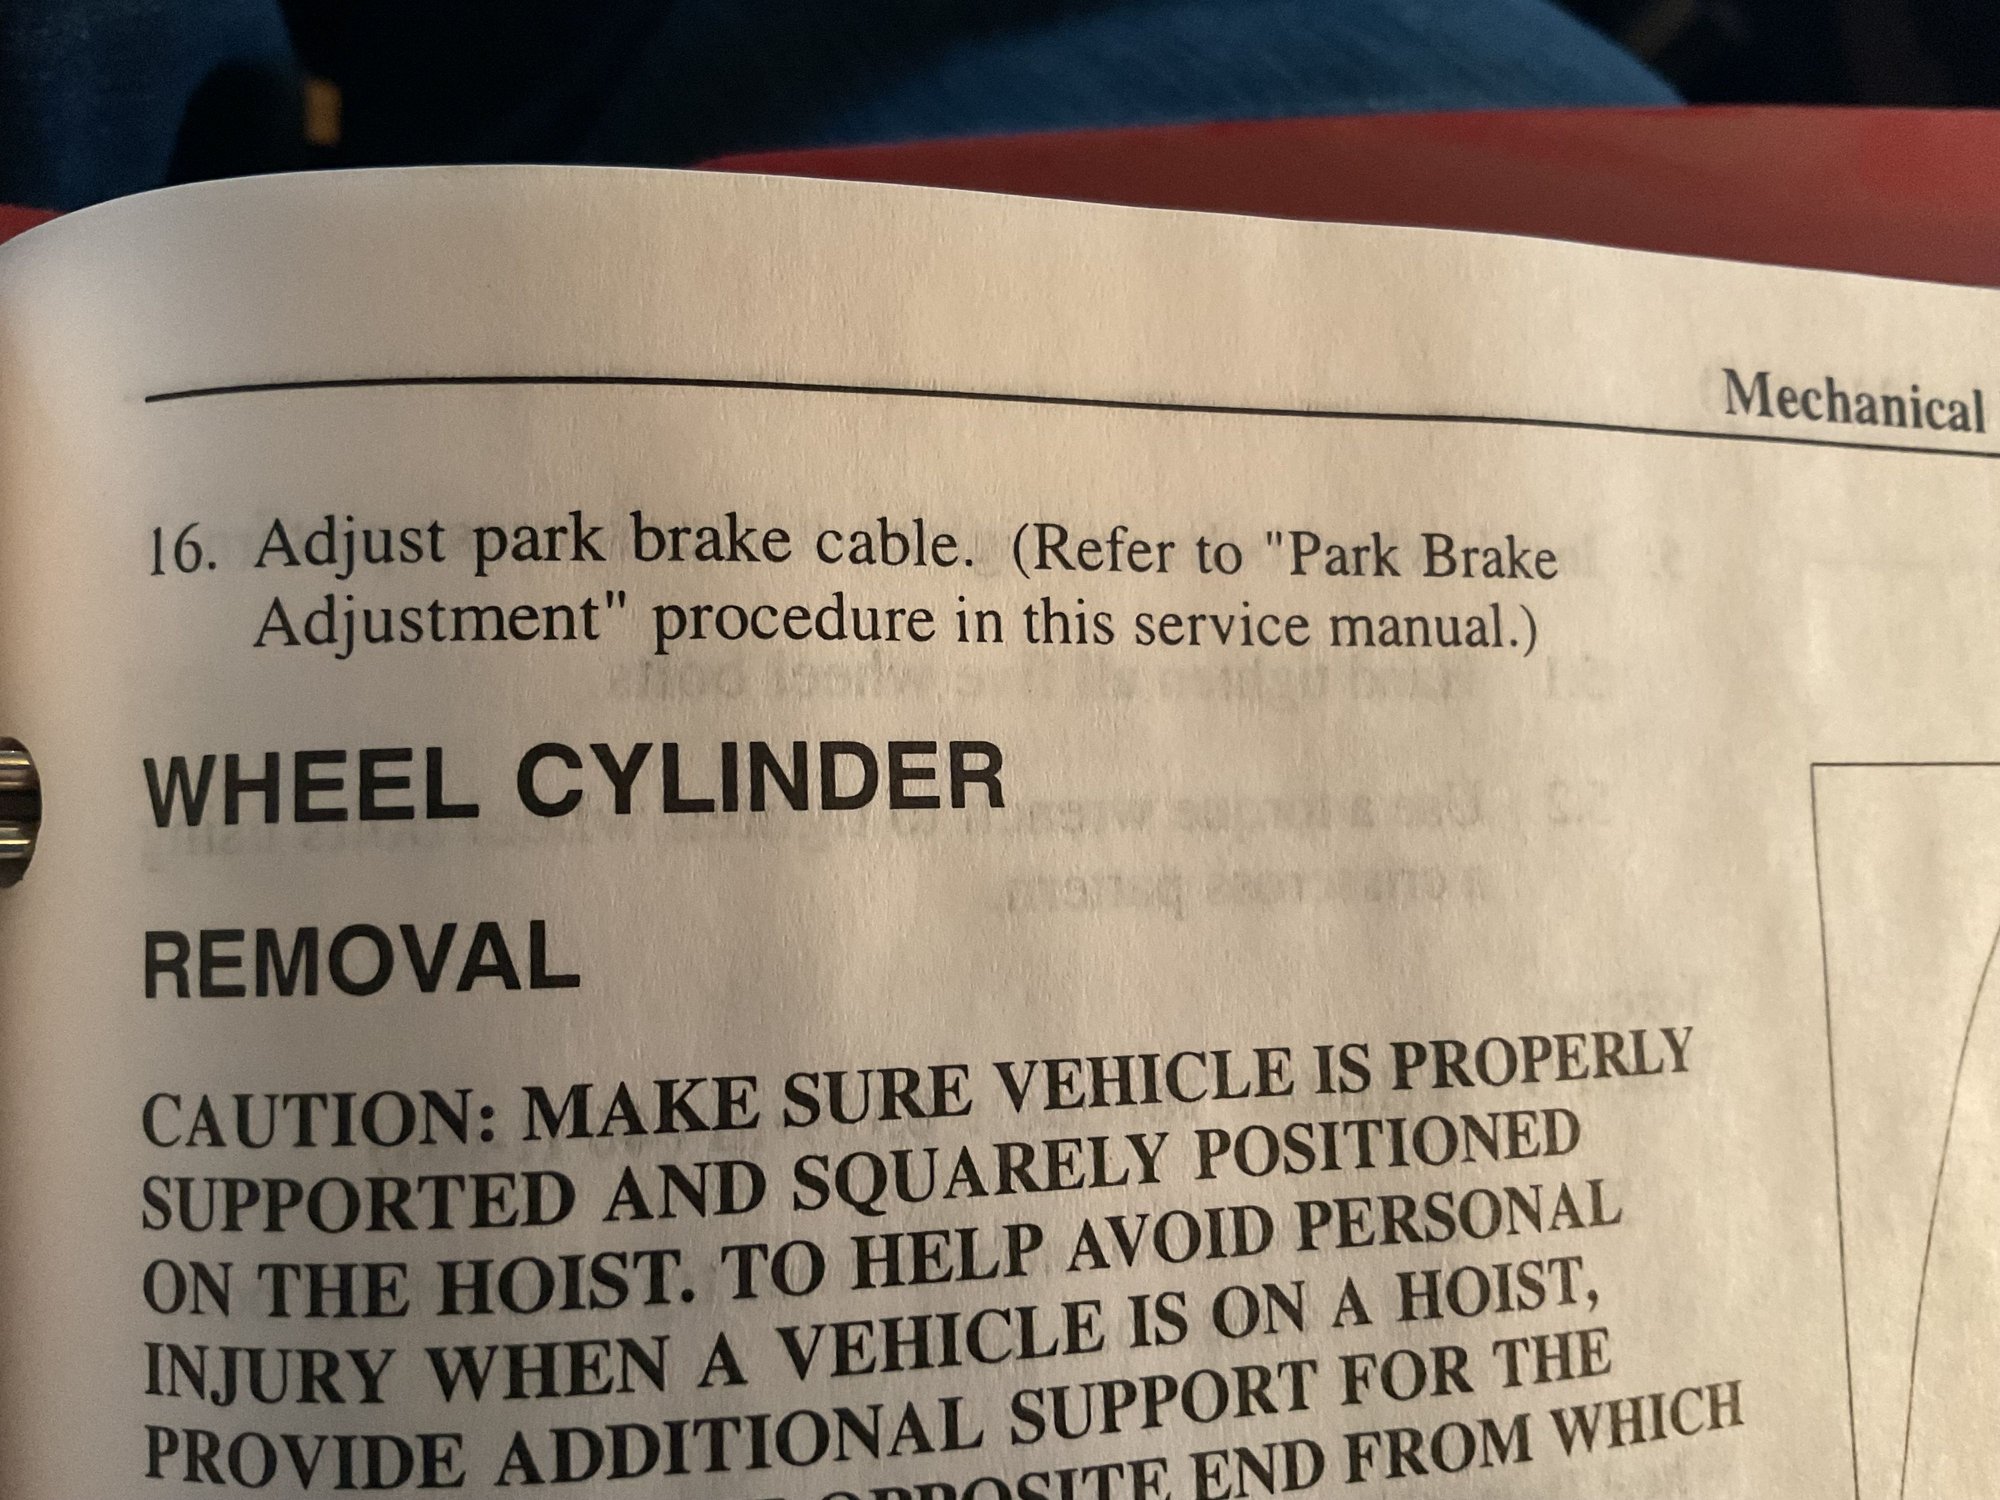 Mechanical
16. Adjust park brake cable. (Refer to "Park Brake
Adjustment" procedure in this service manual.)
WHEEL CYLINDER
REMOVAL
CAUTION: MAKE SURE VEHICLE IS PROPERLY
SUPPORTED AND SQUARELY POSITIONED
ON THE HOIST. TO HELP AVOID PERSONAL
INJURY WHEN A VEHICLE IS ON A HOIST,
PROVIDE ADDITIONAL SUPPORT FOR THE
OPPOSITE END FROM WHICH